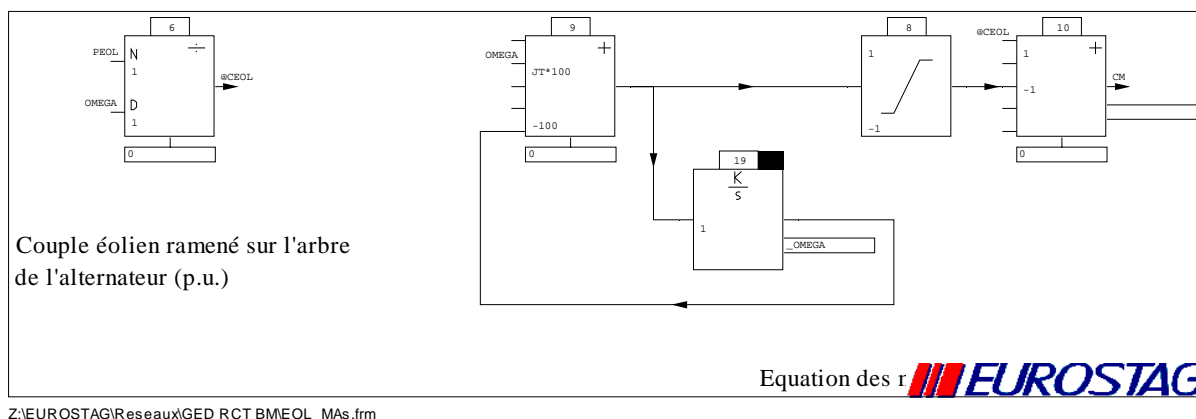 6
9
8
10
PEOL
N
÷
1
@CEOL
OMEGA
D
1
0
OMEGA
+
JT*100
-100
0
1
-1
@CEOL
+
1
-1
CM
0
19
K
S
1
_OMEGA
Couple éolien ramené sur l'arbre
de l'alternateur (p.u.)
Equation des
EUROSTAG
Z:\EUROSTAG\Reseaux\GED RCT BM\EOL_MAs.frm